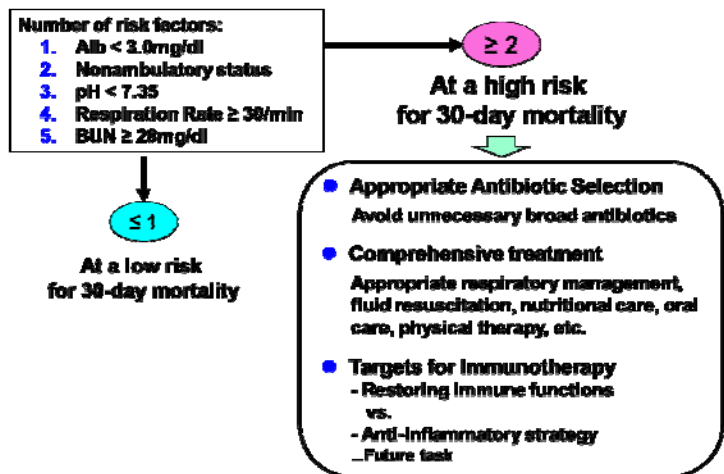 Number of risk factors:
1. Alb < 3.0mg/dl
2. Nonambulatory status
3. pH < 7.35
4. Respiration Rate ≥ 30/min
5. BUN ≥ 20mg/dl
≥ 2
At a high risk
for 30-day mortality
≤ 1
At a low risk
for 30-day mortality
Appropriate Antibiotic Selection
Avoid unnecessary broad antibiotics
Comprehensive treatment
Appropriate respiratory management,
fluid resuscitation, nutritional care, oral
care, physical therapy, etc.
Targets for Immunotherapy
- Restoring immune functions
vs.
- Anti-inflammatory strategy
...Future task